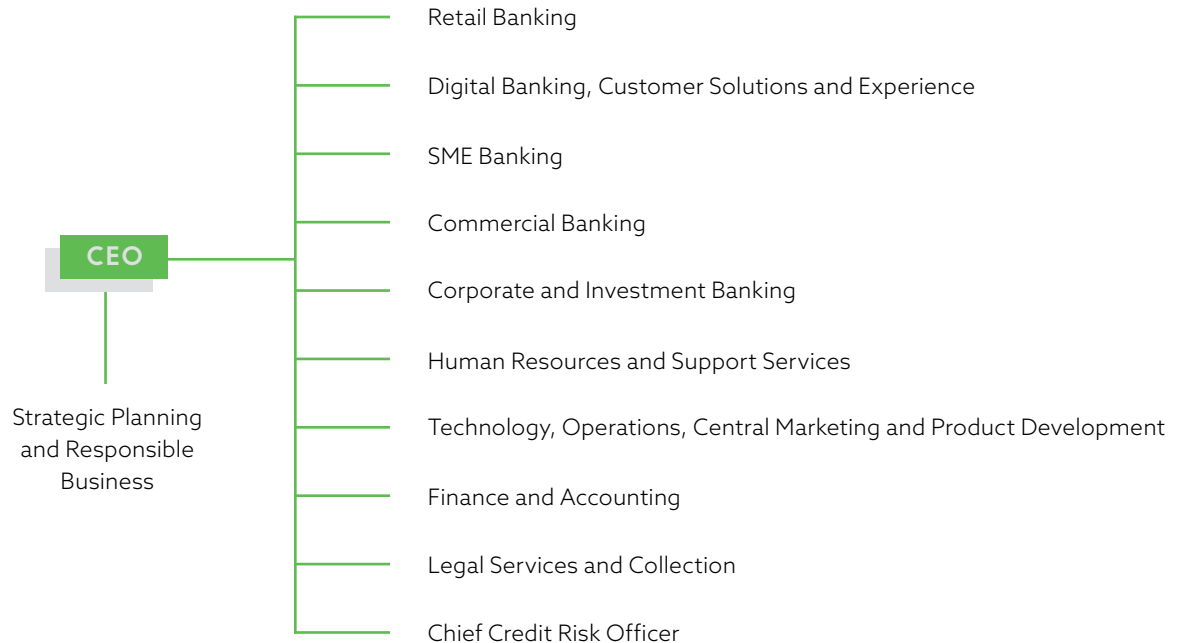 Retail Banking
Digital Banking, Customer Solutions and Experience
SME Banking
Commercial Banking
CEO
Corporate and Investment Banking
Human Resources and Support Services
Strategic Planning
and Responsible
Business
Technology, Operations, Central Marketing and Product Development
Finance and Accounting
Legal Services and Collection
Chief Credit Risk Officer